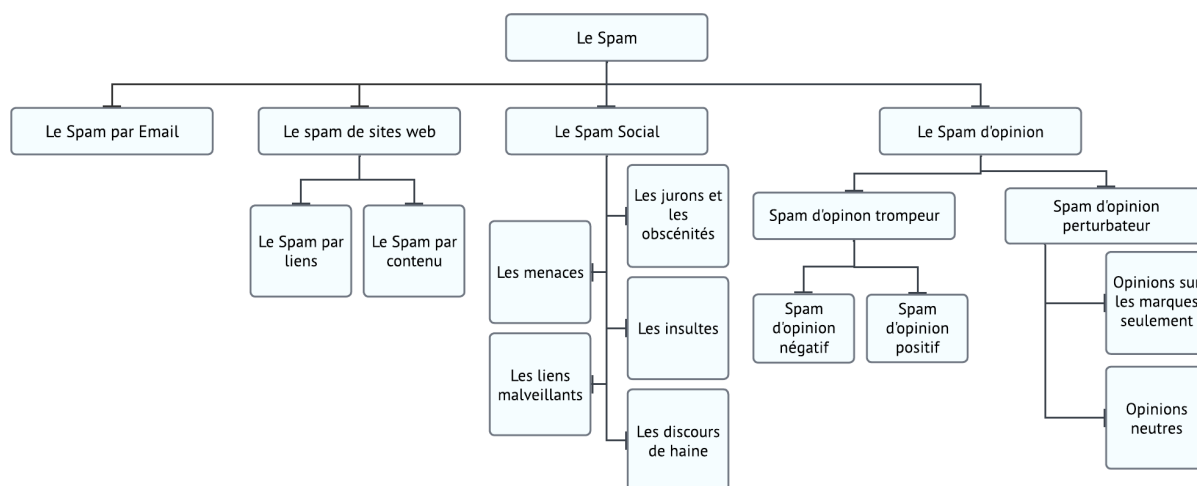 Le Spam
Le Spam par Email
Le spam de sites web
Le Spam Social
Le Spam d'opinion
Le Spam par
liens
Le Spam par
contenu
Les jurons et
les
obscénités
Les menaces
Les insultes
Les liens
malveillants
Les discours
de haine
Spam d'opinon trompeur
Spam
d'opinion
négatif
Spam
d'opinion
positif
Spam d'opinion
perturbateur
Opinions sur
les marques
seulement
Opinions
neutres